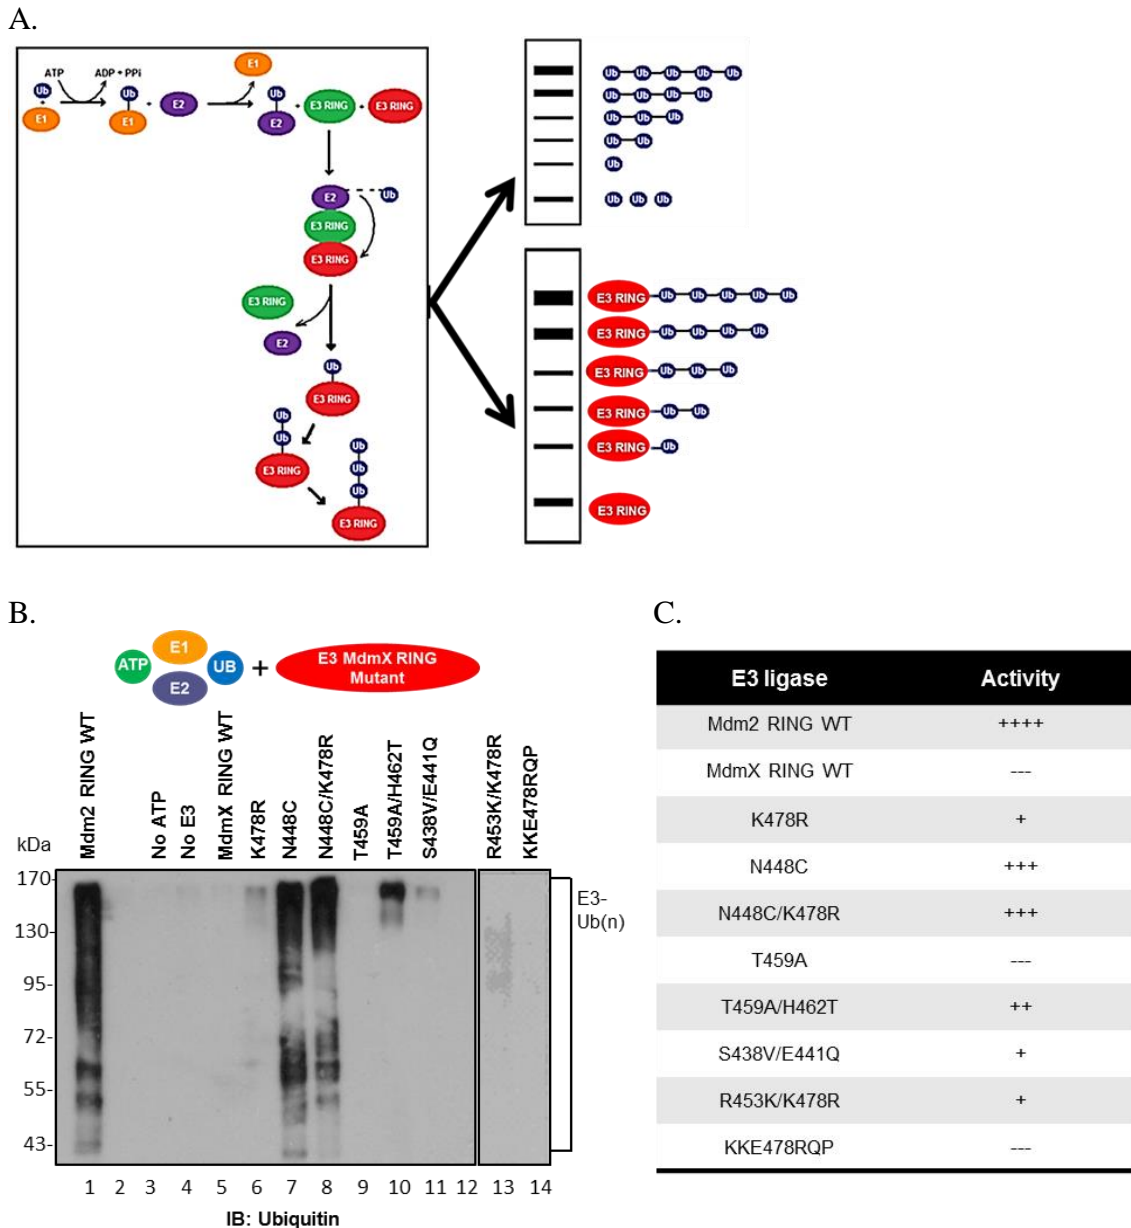 A.
ATP ADP + PPi E1
Ub Ub Ub
E1 E1 E2 E2 E3 RING E3 RING
E2 Ub
E3 RING
E3 RING
E3 RING
E2
Ub
E3 RING
Ub
Ub
E3 RING
Ub
Ub
Ub
E3 RING
Ub Ub Ub Ub Ub
Ub Ub Ub Ub
Ub Ub Ub
Ub Ub
Ub
Ub Ub Ub
E3 RING Ub Ub Ub Ub Ub
E3 RING Ub Ub Ub Ub
E3 RING Ub Ub Ub
E3 RING Ub Ub
E3 RING Ub
E3 RING
B.
ATP E1 E2 UB + E3 MdmX RING
Mutant
Mdm2 RING WT
No ATP
No E3
MdmX RING WT
K478R
N448C
N448C/K478R
T459A
T459A/H462T
S438V/E441Q
R453K/K478R
KKE478RQP
kDa
170-
130-
95-
72-
55-
43-
E3-
Ub(n)
1 2 3 4 5 6 7 8 9 10 11 12 13 14
IB: Ubiquitin
C.
E3 ligase Activity
Mdm2 RING WT ++++
MdmX RING WT ---
K478R +
N448C +++
N448C/K478R +++
T459A ---
T459A/H462T ++
S438V/E441Q +
R453K/K478R +
KKE478RQP ---